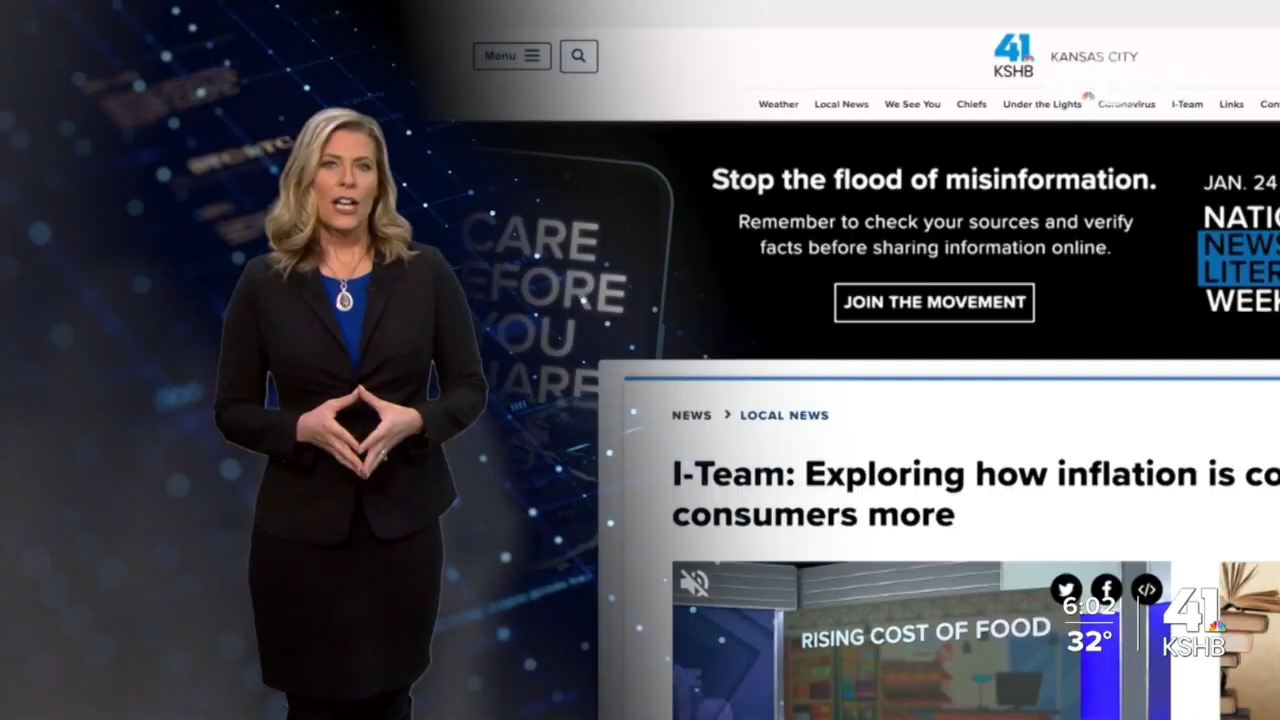 Menu
41
KSHB
KANSAS CITY
Weather Local News We See You Chiefs Under the Lights Coronavirus I-Team Links
Stop the flood of misinformation.
Remember to check your sources and verify
facts before sharing information online.
JOIN THE MOVEMENT
JAN. 24
NEWS
WEEK
CARE
EFORE
YOU
NEWS > LOCAL NEWS
I-Team: Exploring how inflation is co
consumers more
RISING COST OF FOOD
6:02
32°
41
KSHB